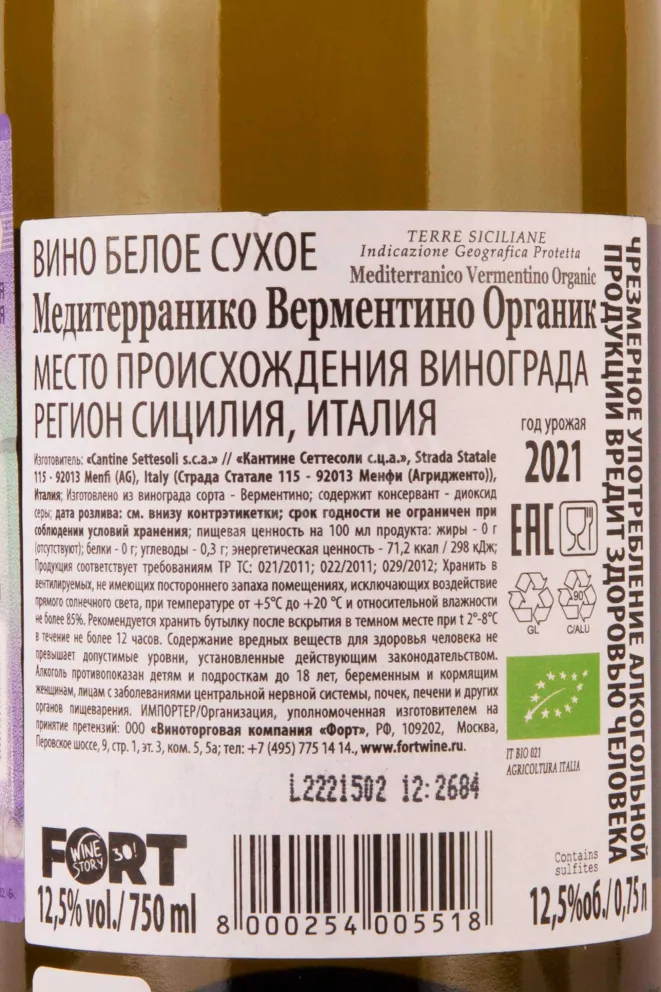 ВИНО БЕЛОЕ СУХОЕ
TERRE SICILIANE
Indicazione Geografica Protetta
Mediterranico Vermentino Organic
Медитерранико Верментино Органик
МЕСТО ПРОИСХОЖДЕНИЯ ВИНОГРАДА
РЕГИОН СИЦИЛИЯ, ИТАЛИЯ
год урожая
2021
Изготовитель: «Cantine Settesoli s.c.a.» // «Кантине Сеттесоли с.ц.а.», Strada Statale
115 - 92013 Menfi (AG), Italy (Страда Статале 115 - 92013 Менфи (Агридженто)),
Италия; Изготовлено из винограда сорта - Верментино; содержит консервант - диоксид
серы; дата розлива: см. внизу контрэтикетки; срок годности не ограничен при
соблюдении условий хранения; пищевая ценность на 100 мл продукта: жиры - 0 г
(отсутствуют); белки - 0 г; углеводы - 0,3 г; энергетическая ценность - 71,2 ккал / 298 кДж;
Продукция соответствует требованиям ТР ТС: 021/2011; 022/2011; 029/2012; Хранить в
вентилируемых, не имеющих постороннего запаха помещениях, исключающих воздействие
прямого солнечного света, при температуре от +5°С до +20 °С и относительной влажности
не более 85%. Рекомендуется хранить бутылку после вскрытия в темном месте при t 2°-8°С
в течение не более 12 часов. Содержание вредных веществ для здоровья человека не
превышает допустимые уровни, установленные действующим законодательством.
Алкоголь противопоказан детям и подросткам до 18 лет, беременным и кормящим
женщинам, лицам с заболеваниями центральной нервной системы, почек, печени и других
органов пищеварения. ИМПОРТЕР/Организация, уполномоченная изготовителем на
принятие претензий: ООО «Виноторговая компания «Форт», РФ, 109202, Москва,
Перовское шоссе, 9, стр. 1, эт. 3, ком. 5, 5а; тел: +7 (495) 775 14 14., www.fortwine.ru.
EAC
GL
90
C/ALU
IT BIO 021
AGRICOLTURA ITALIA
L2221502 12:2684
FORT
WINE
STORY
30!
12,5% vol./ 750 ml
8 000254 005518
Contains
sulfites
12,5%об./ 0,75 л
ЧРЕЗМЕРНОЕ УПОТРЕБЛЕНИЕ АЛКОГОЛЬНОЙ
ПРОДУКЦИИ ВРЕДИТ ЗДОРОВЬЮ ЧЕЛОВЕКА